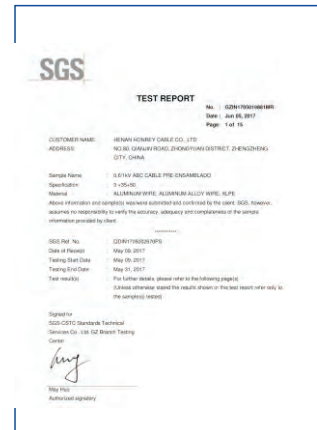 SGS
TEST REPORT
No. : GZIN1705019981MR
Date : Jun 05, 2017
Page: 1 of 15
CUSTOMER NAME : HENAN HONREY CABLE CO., LTD
ADDRESS : NO.80, QIANJIN ROAD, ZHONGYUAN DISTRICT, ZHENGZHENG
CITY, CHINA
Sample Name : 0.6/1kV ABC CABLE PRE-ENSAMBLADO
Specification : 3×35+50
Material : ALUMINUM WIRE, ALUMINUM ALLOY WIRE, XLPE
Above information and sample(s) was/were submitted and confirmed by the client. SGS, however,
assumes no responsibility to verify the accuracy, adequacy and completeness of the sample
information provided by client.
***********
SGS Ref. No. :
Date of Receipt : May 09, 2017
Testing Start Date : May 09, 2017
Testing End Date : May 31, 2017
Test result(s) : For further details, please refer to the following page(s)
(Unless otherwise stated the results shown in this test report refer only to
the sample(s) tested)
Signed for
SGS-CSTC Standards Technical
Services Co., Ltd. GZ Branch Testing
Center
May Huo
Authorized signatory